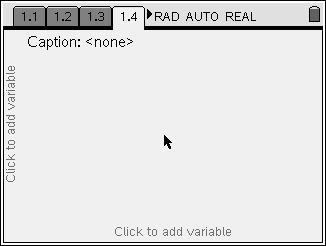 1.1 1.2 1.3 1.4 RAD AUTO REAL
Caption: <none>
Click to add variable
Click to add variable